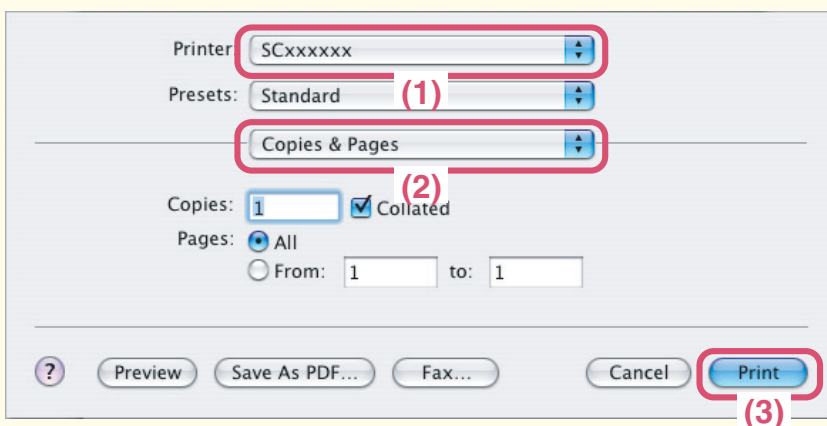 Printer: SCxxxxxx
(1)
Presets: Standard
Copies & Pages
(2)
Copies: 1 Collated
Pages: All
From: 1 to: 1
? Preview Save As PDF... Fax... Cancel Print
(3)